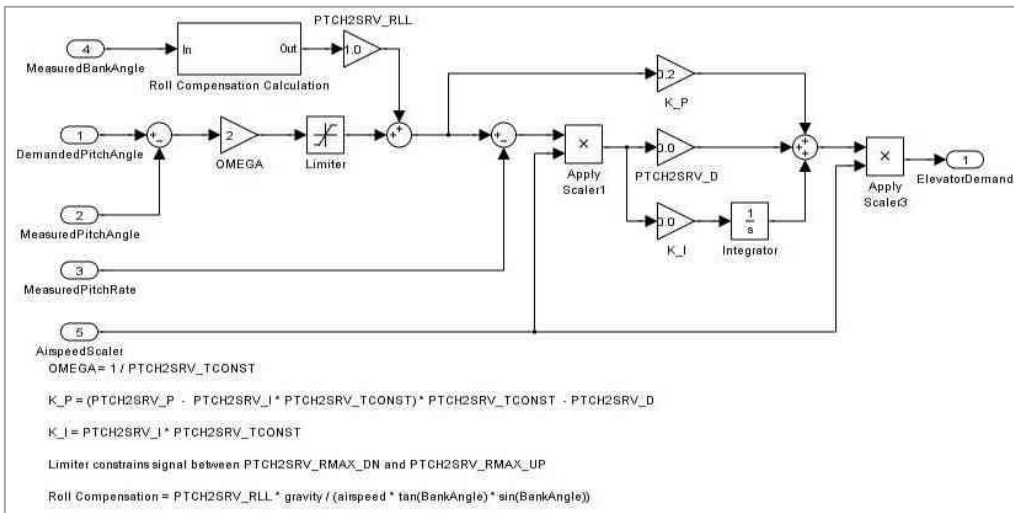 PTCH2SRV_RLL
4
In
Out
1.0
MeasuredBankAngle
Roll Compensation Calculation
0.2
K_P
1
2
DemandedPitchAngle
OMEGA
Limiter
×
0.0
×
1
Apply
Scaler1
PTCH2SRV_D
Apply
Scaler3
ElevatorDemand
2
MeasuredPitchAngle
0.0
1
s
K_I
Integrator
3
MeasuredPitchRate
5
AirspeedScaler
OMEGA = 1 / PTCH2SRV_TCONST
K_P = (PTCH2SRV_P - PTCH2SRV_I * PTCH2SRV_TCONST) * PTCH2SRV_TCONST - PTCH2SRV_D
K_I = PTCH2SRV_I * PTCH2SRV_TCONST
Limiter constrains signal between PTCH2SRV_RMAX_DN and PTCH2SRV_RMAX_UP
Roll Compensation = PTCH2SRV_RLL * gravity / (airspeed * tan(BankAngle) * sin(BankAngle))